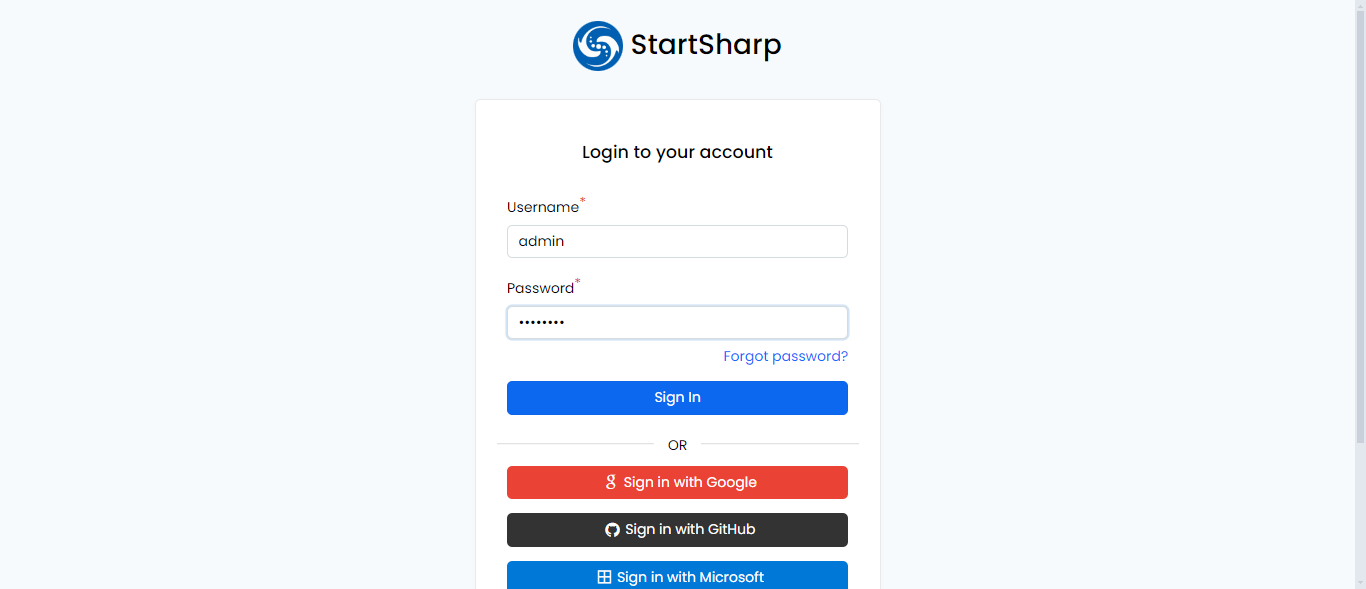 StartSharp
Login to your account
Username*
admin
Password*
••••••••
Forgot password?
Sign In
OR
Sign in with Google
Sign in with GitHub
Sign in with Microsoft